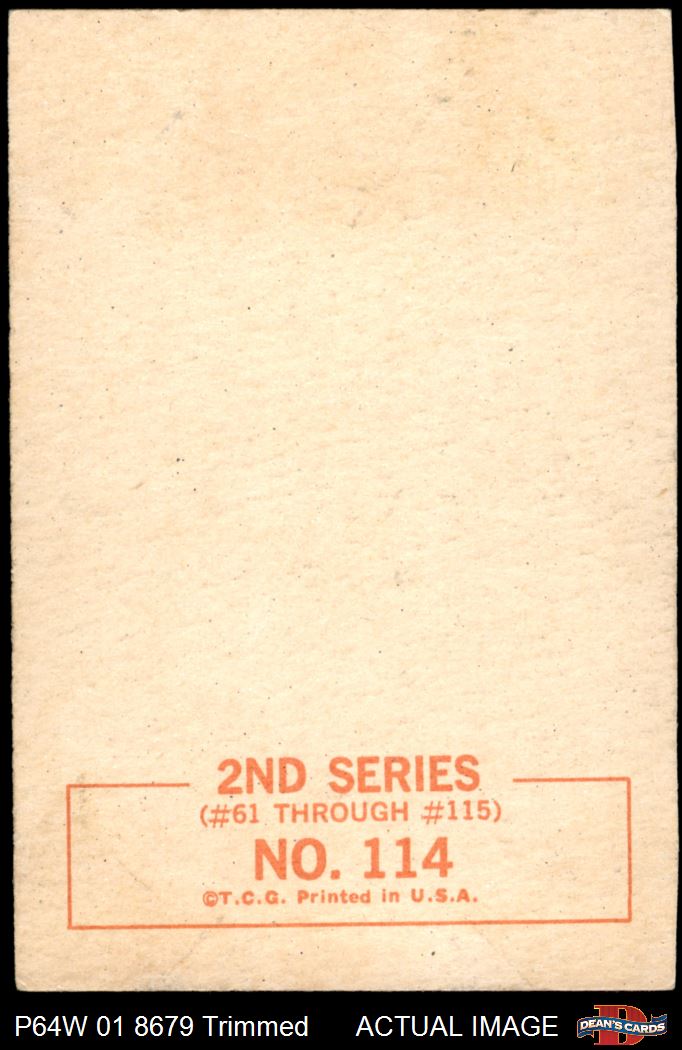 2ND SERIES
(#61 THROUGH #115)
NO. 114
©T.C.G. Printed in U.S.A.
P64W 01 8679 Trimmed ACTUAL IMAGE
DEAN'S CARDS